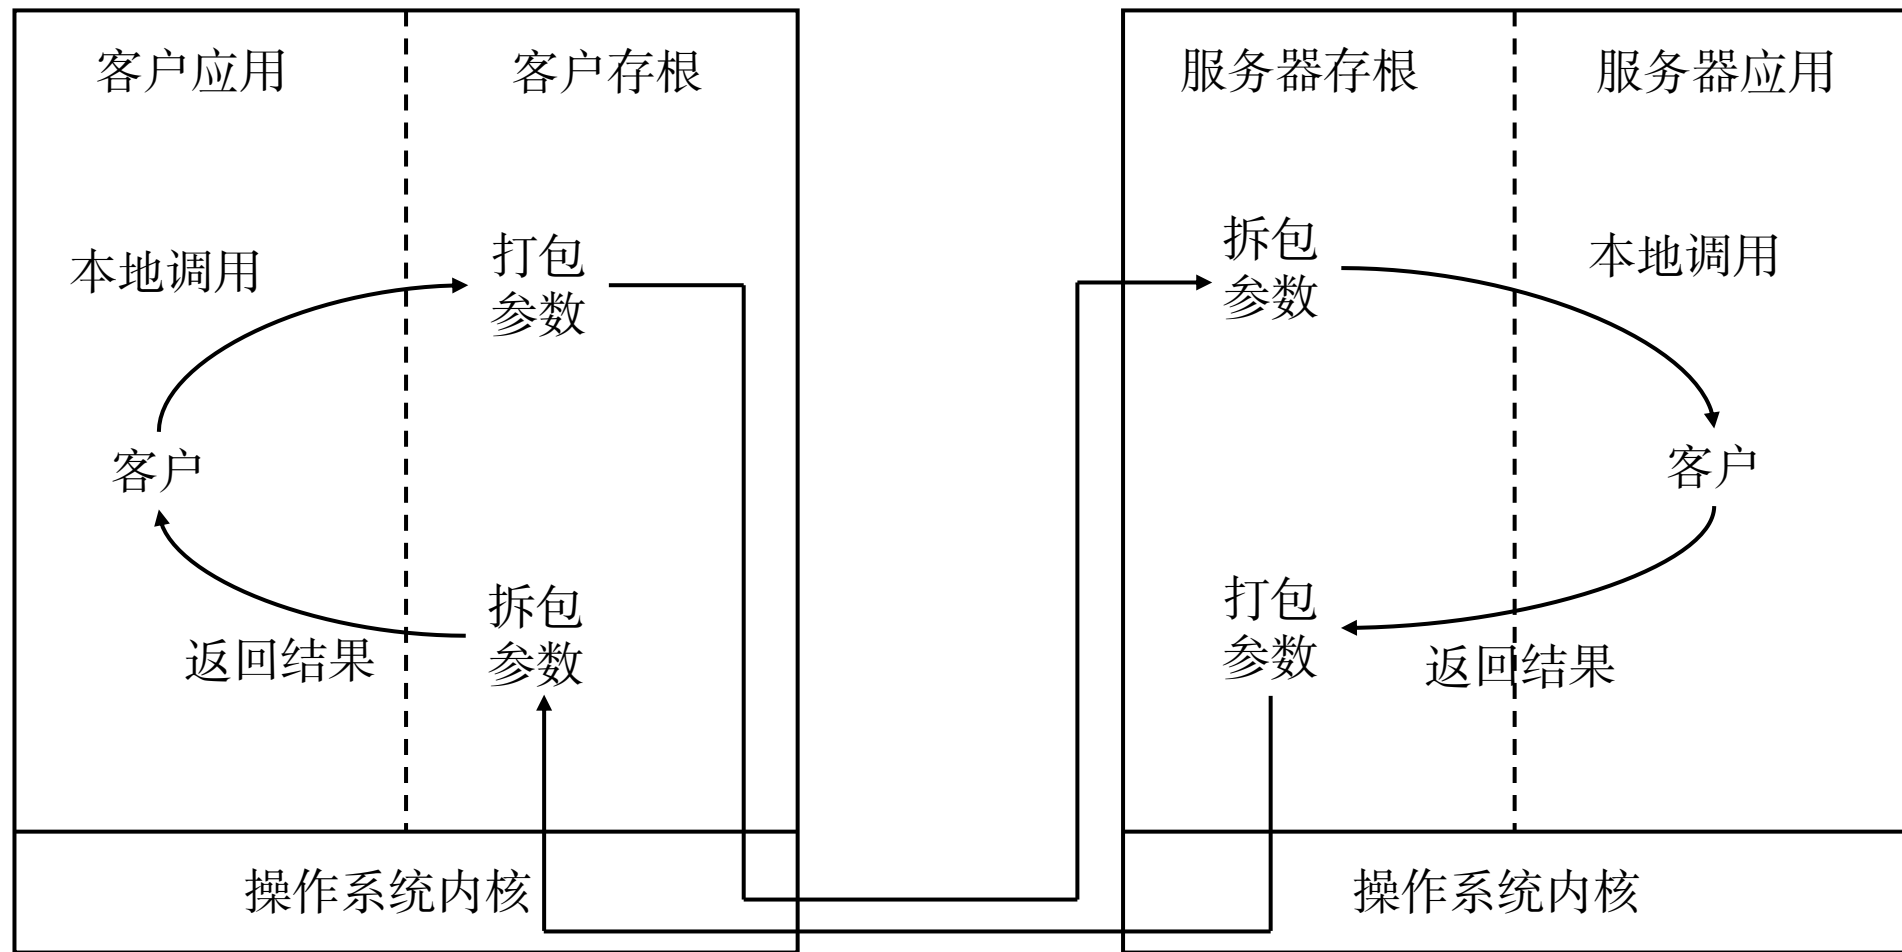 客户应用
客户存根
本地调用
打包
参数
客户
拆包
参数
返回结果
操作系统内核
服务器存根
服务器应用
拆包
参数
本地调用
客户
打包
参数
返回结果
操作系统内核